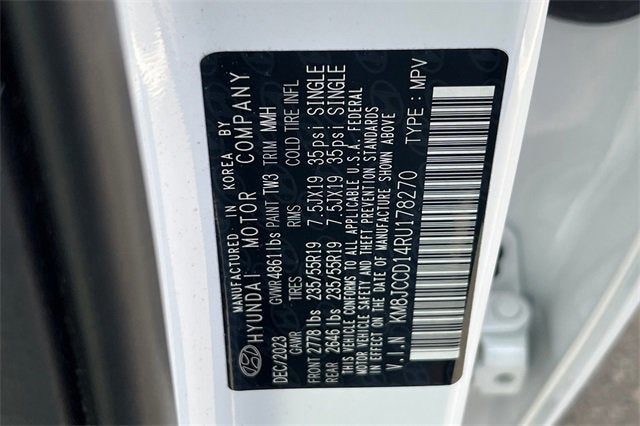 MANUFACTURED IN KOREA BY
HYUNDAI MOTOR COMPANY
DEC/2023 GVWR 4861 lbs PAINT TW3 TRIM MMH
GAWR TIRES RIMS COLD TIRE INFL
FRONT 2778 lbs 235/55R19 7.5JX19 35psi SINGLE
REAR 2646 lbs 235/55R19 7.5JX19 35psi SINGLE
THIS VEHICLE CONFORMS TO ALL APPLICABLE U.S.A. FEDERAL
MOTOR VEHICLE SAFETY AND THEFT PREVENTION STANDARDS
IN EFFECT ON THE DATE OF MANUFACTURE SHOWN ABOVE
V.I.N KM8JCCD14RU178270 TYPE : MPV